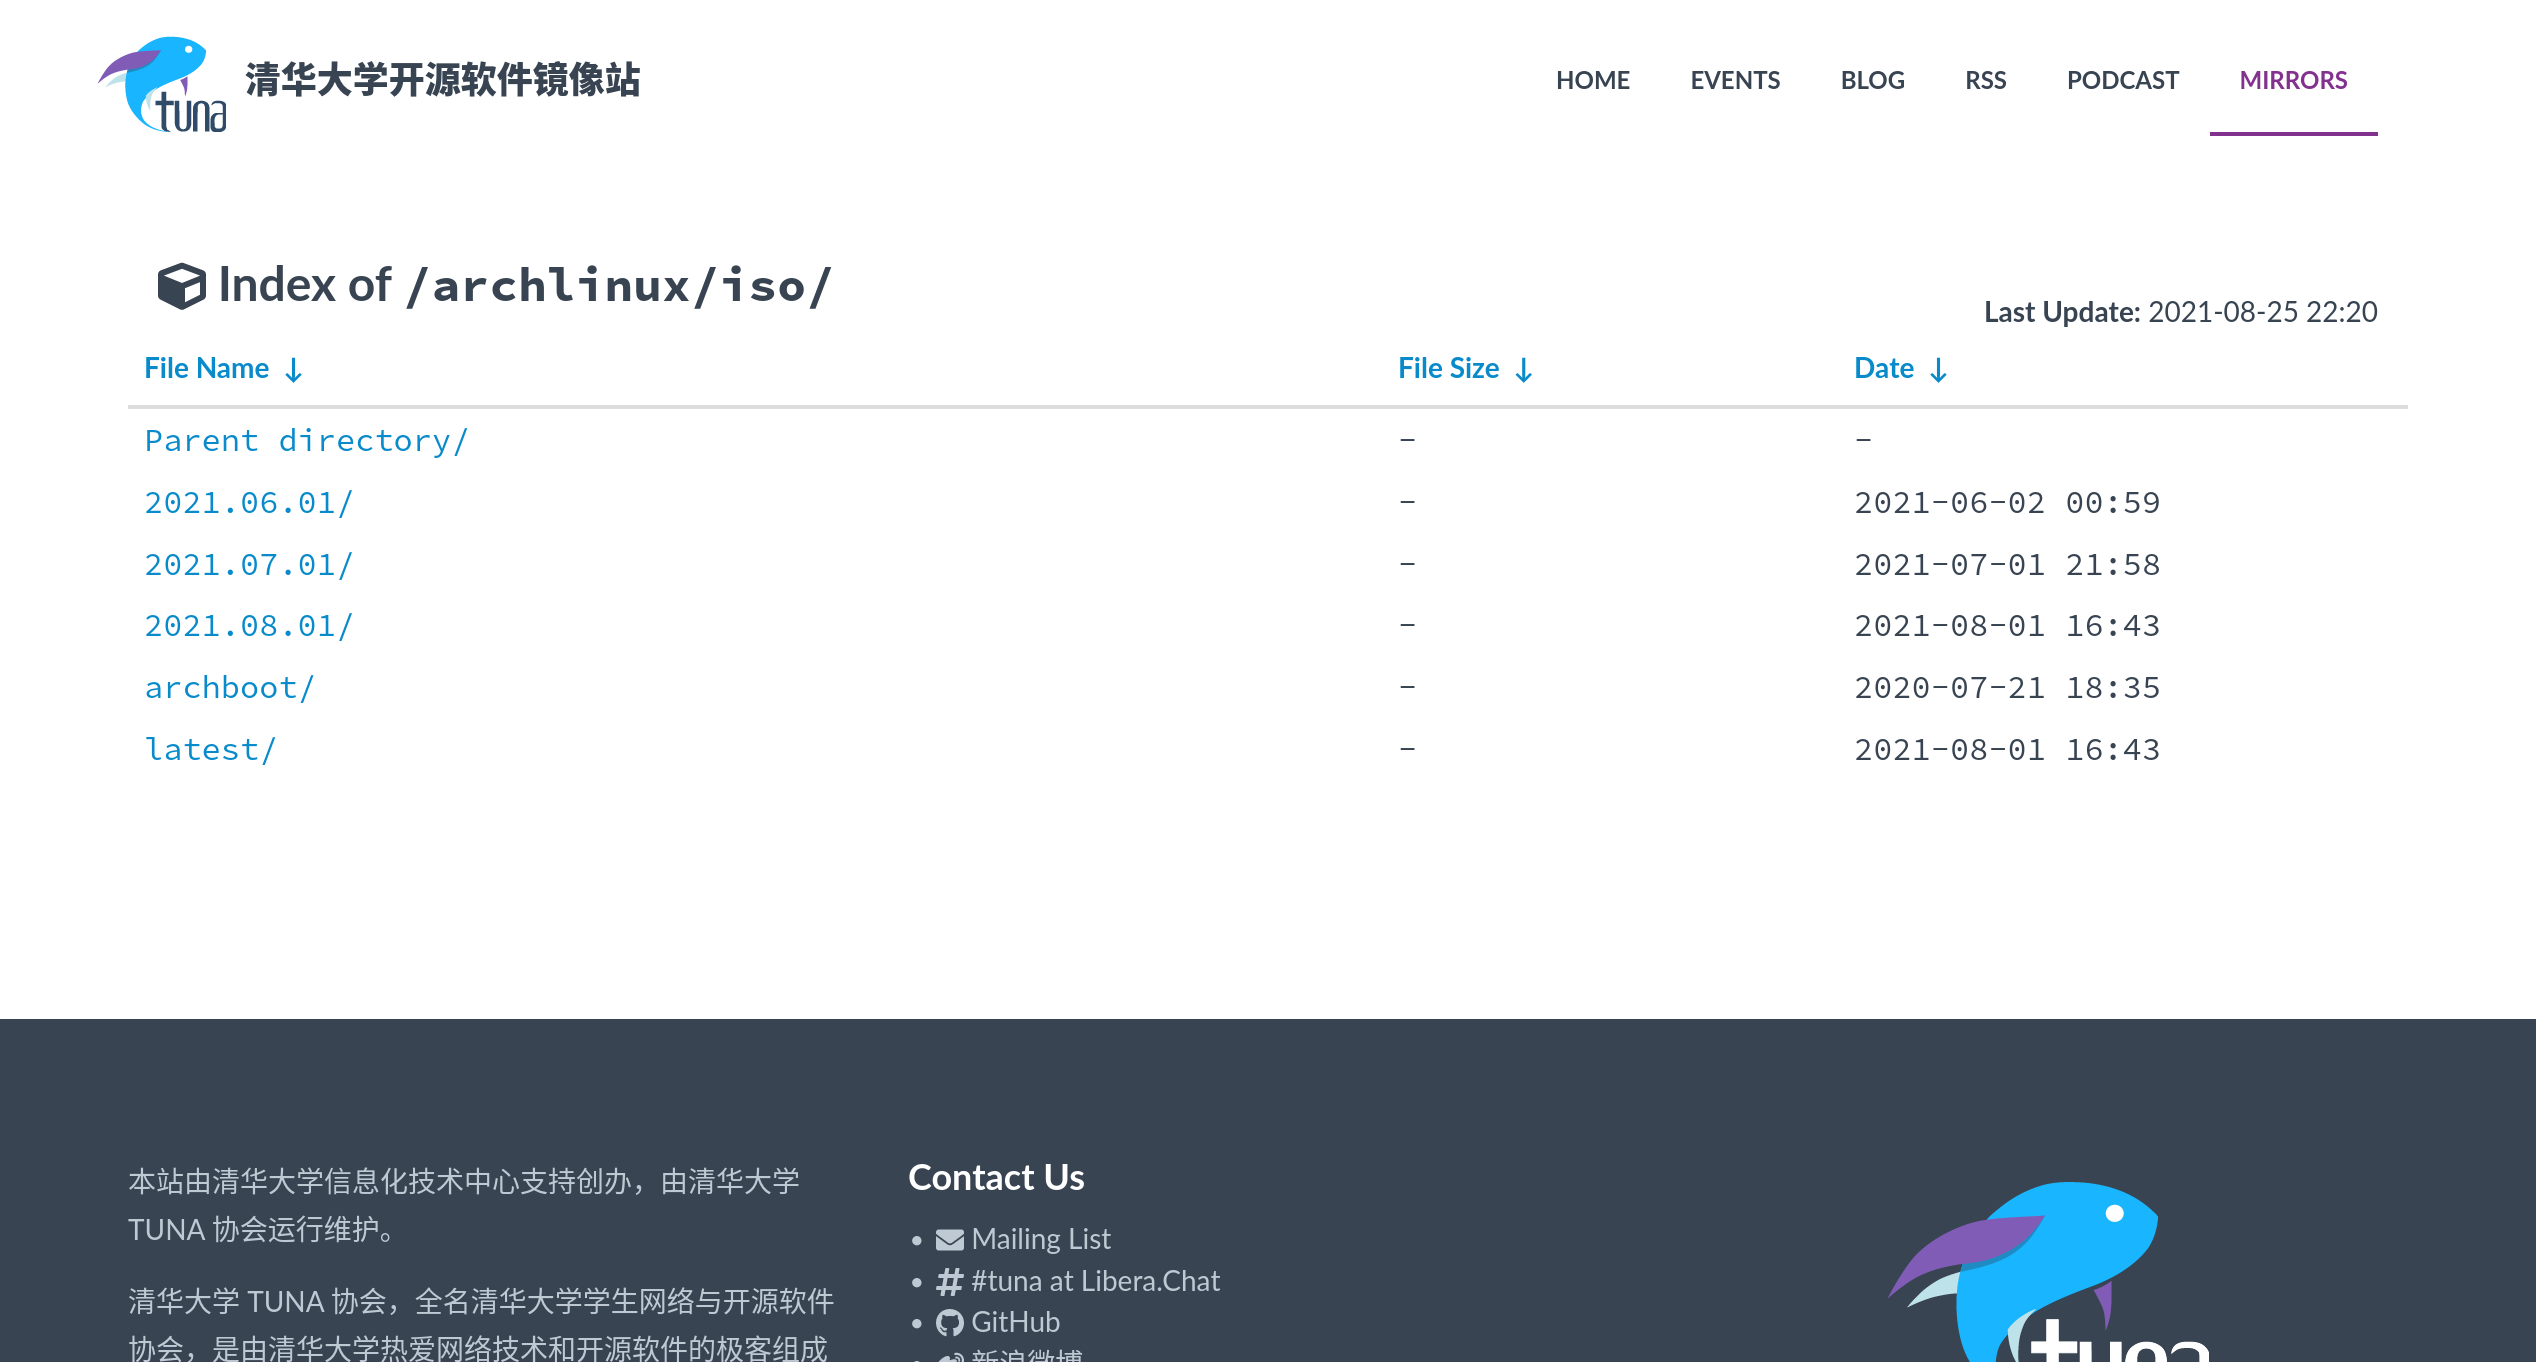 tuna
清华大学开源软件镜像站
HOME EVENTS BLOG RSS PODCAST MIRRORS
Index of /archlinux/iso/
Last Update: 2021-08-25 22:20
File Name ↓ File Size ↓ Date ↓
Parent directory/ - -
2021.06.01/ - 2021-06-02 00:59
2021.07.01/ - 2021-07-01 21:58
2021.08.01/ - 2021-08-01 16:43
archboot/ - 2020-07-21 18:35
latest/ - 2021-08-01 16:43
本站由清华大学信息化技术中心支持创办，由清华大学
TUNA 协会运行维护。
清华大学 TUNA 协会，全名清华大学学生网络与开源软件
协会，是由清华大学热爱网络技术和开源软件的极客组成
Contact Us
• Mailing List
• #tuna at Libera.Chat
• GitHub
• 新浪微博
tuna